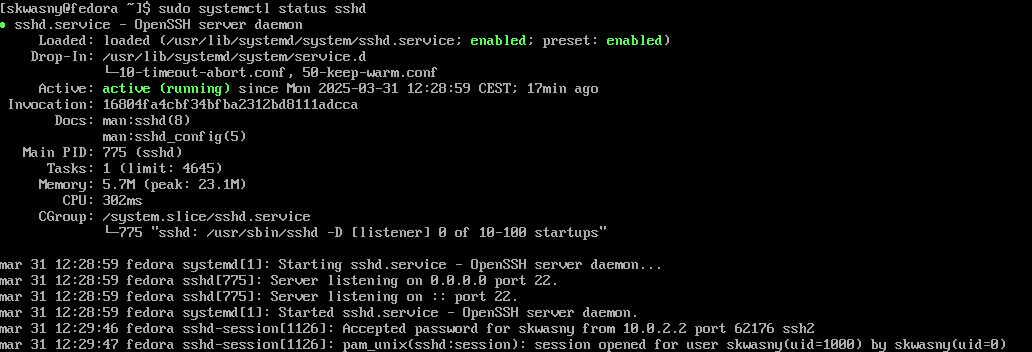 [skwasny@fedora ~]$ sudo systemctl status sshd
● sshd.service - OpenSSH server daemon
Loaded: loaded (/usr/lib/systemd/system/sshd.service; enabled; preset: enabled)
Drop-In: /usr/lib/systemd/system/service.d
└─10-timeout-abort.conf, 50-keep-warm.conf
Active: active (running) since Mon 2025-03-31 12:28:59 CEST; 17min ago
Invocation: 16804fa4cbf34bfba2312bd8111adcca
Docs: man:sshd(8)
man:sshd_config(5)
Main PID: 775 (sshd)
Tasks: 1 (limit: 4645)
Memory: 5.7M (peak: 23.1M)
CPU: 302ms
CGroup: /system.slice/sshd.service
└─775 "sshd: /usr/sbin/sshd -D [listener] 0 of 10-100 startups"
mar 31 12:28:59 fedora systemd[1]: Starting sshd.service - OpenSSH server daemon...
mar 31 12:28:59 fedora sshd[775]: Server listening on 0.0.0.0 port 22.
mar 31 12:28:59 fedora sshd[775]: Server listening on :: port 22.
mar 31 12:28:59 fedora systemd[1]: Started sshd.service - OpenSSH server daemon.
mar 31 12:29:46 fedora sshd-session[1126]: Accepted password for skwasny from 10.0.2.2 port 62176 ssh2
mar 31 12:29:47 fedora sshd-session[1126]: pam_unix(sshd:session): session opened for user skwasny(uid=1000) by skwasny(uid=0)